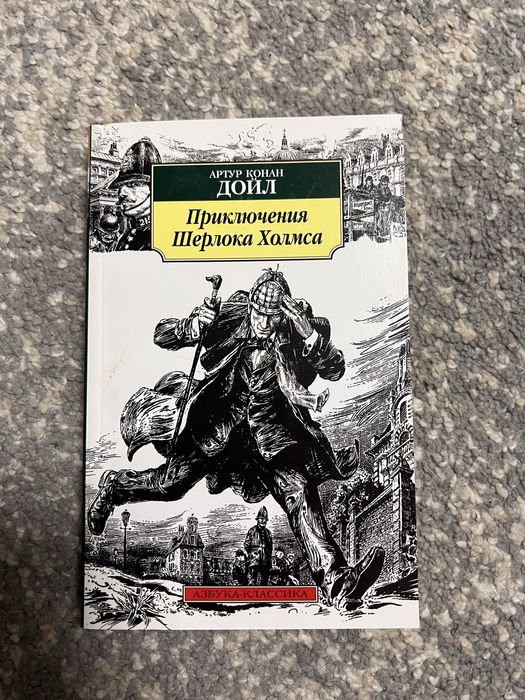 АРТУР КОНАН
ДОЙЛ
Приключения
Шерлока Холмса
АЗБУКА-КЛАССИКА